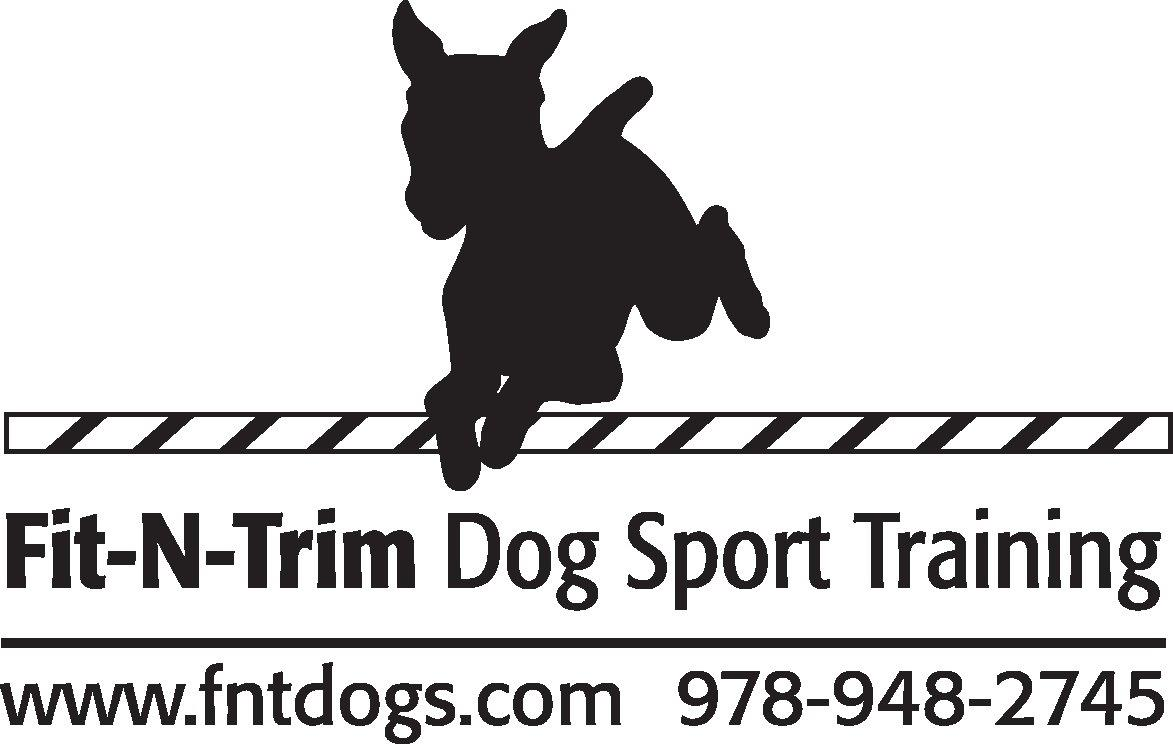 Fit-N-Trim Dog Sport Training
www.fntdogs.com 978-948-2745